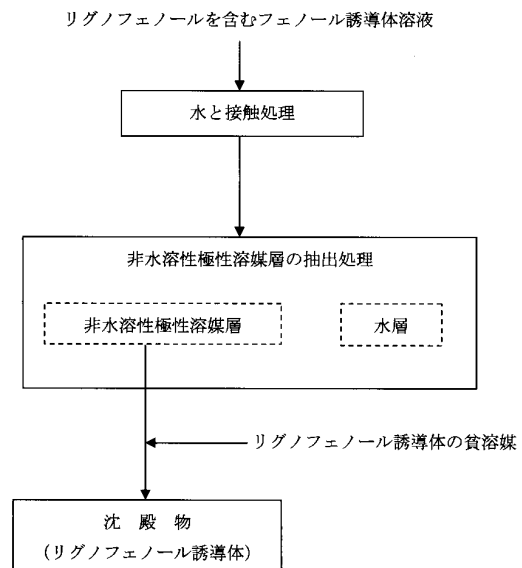 リグノフェノールを含むフェノール誘導体溶液
水と接触処理
非水溶性極性溶媒層の抽出処理
非水溶性極性溶媒層
水層
リグノフェノール誘導体の貧溶媒
沈 殿 物
（リグノフェノール誘導体）